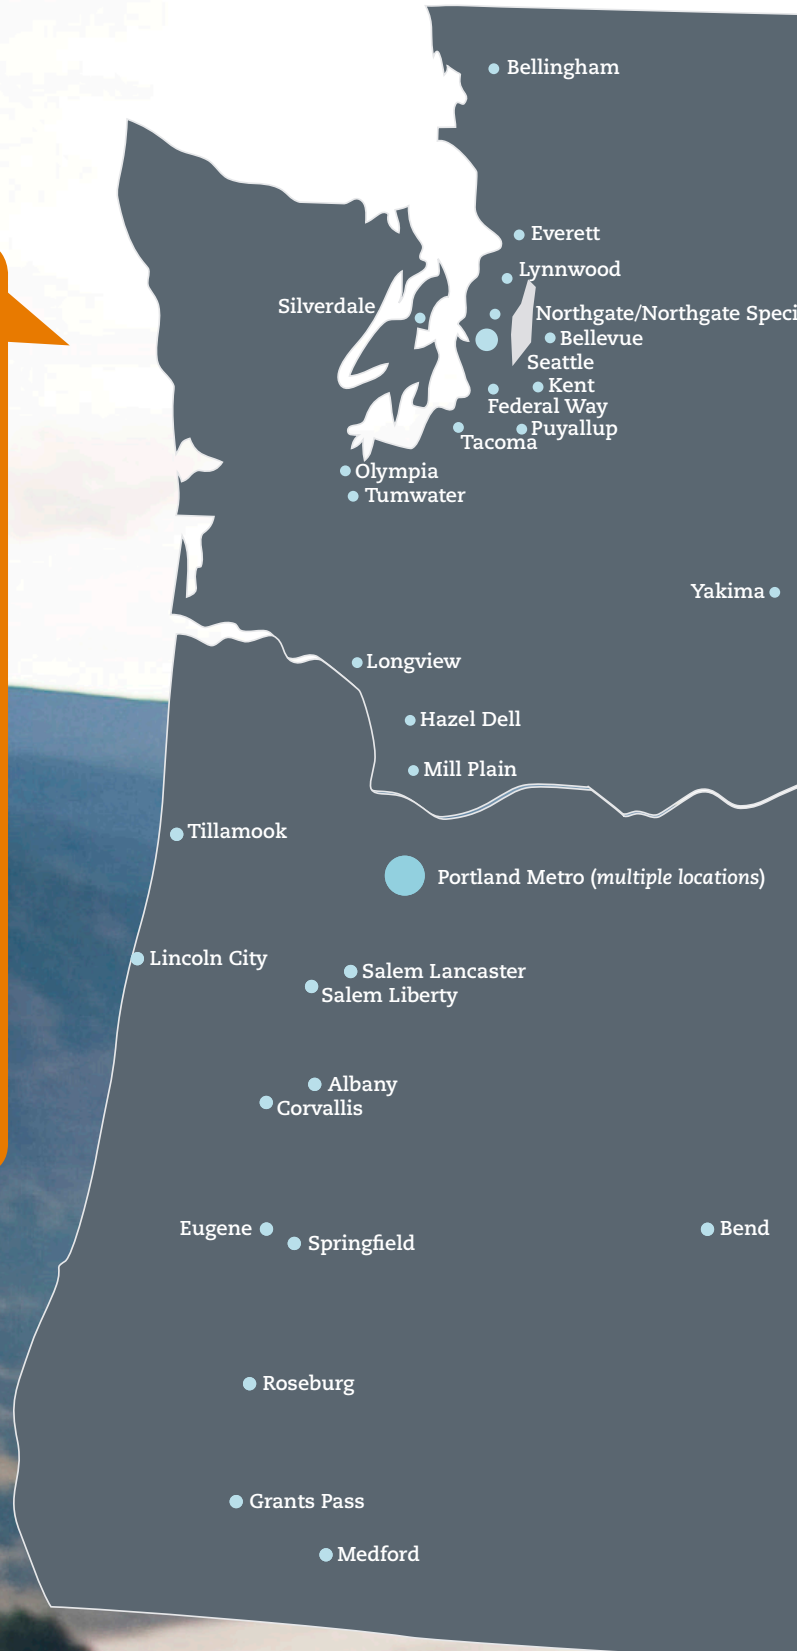 Bellingham
Everett
Lynnwood
Silverdale
Northgate/Northgate Speci
Bellevue
Seattle
Kent
Federal Way
Puyallup
Tacoma
Olympia
Tumwater
Yakima
Longview
Hazel Dell
Mill Plain
Tillamook
Portland Metro (multiple locations)
Lincoln City
Salem Lancaster
Salem Liberty
Albany
Corvallis
Eugene
Springfield
Bend
Roseburg
Grants Pass
Medford